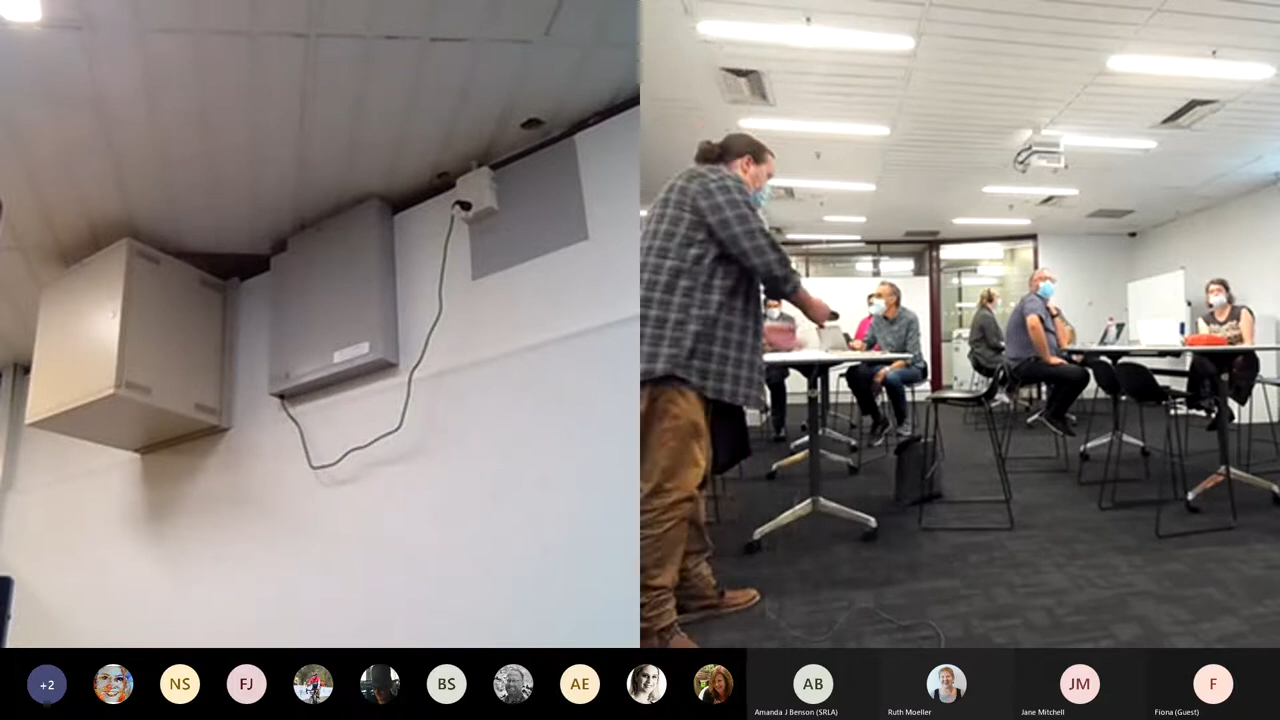 +2
NS
FJ
BS
AE
AB
JM
F
Amanda J Benson (SRLA)
Ruth Moeller
Jane Mitchell
Fiona (Guest)